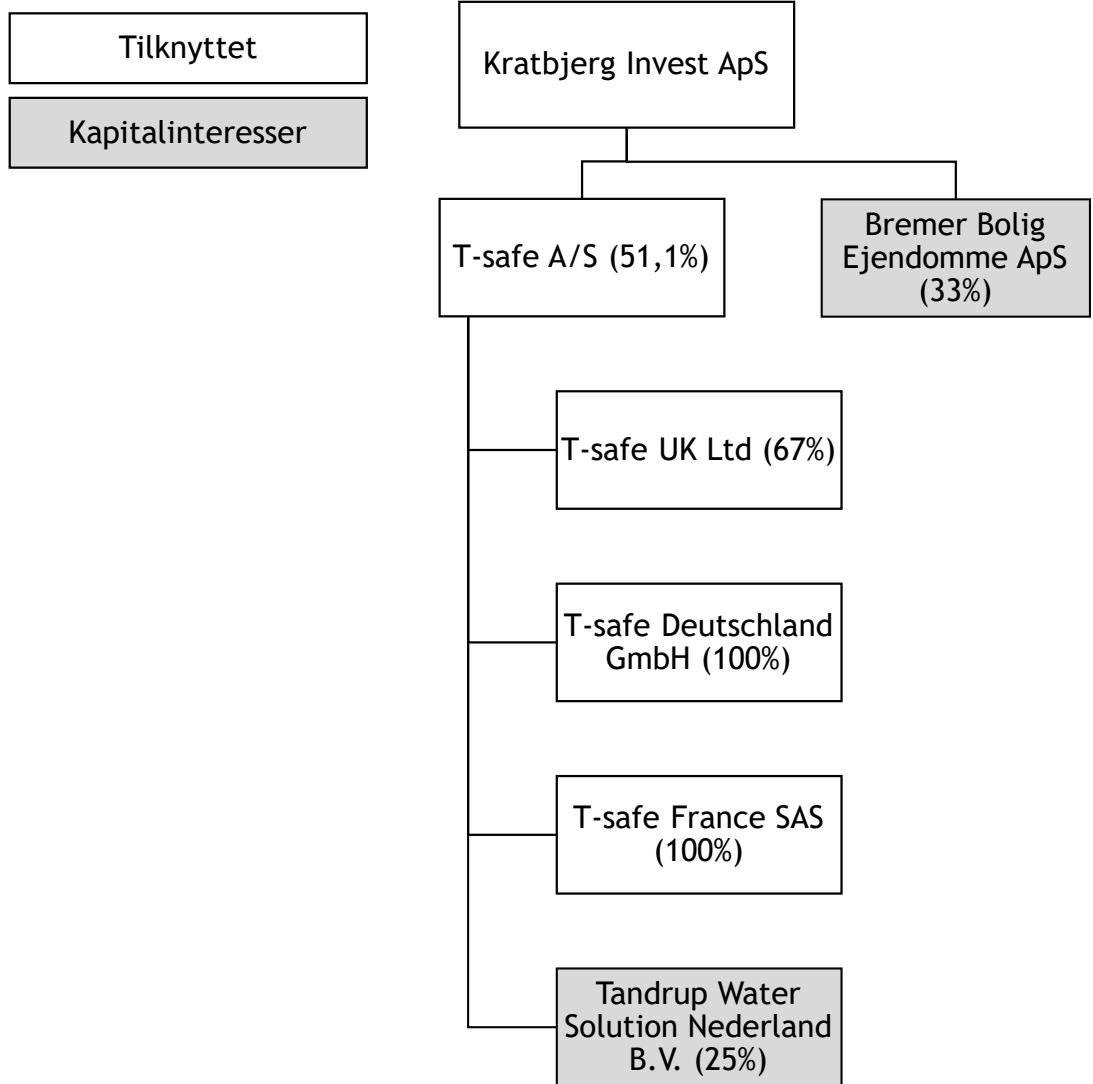 Tilknyttet
Kapitalinteresser
Kratbjerg Invest ApS
T-safe A/S (51,1%)
Bremer Bolig
Ejendomme ApS
(33%)
T-safe UK Ltd (67%)
T-safe Deutschland
GmbH (100%)
T-safe France SAS
(100%)
Tandrup Water
Solution Nederland
B.V. (25%)